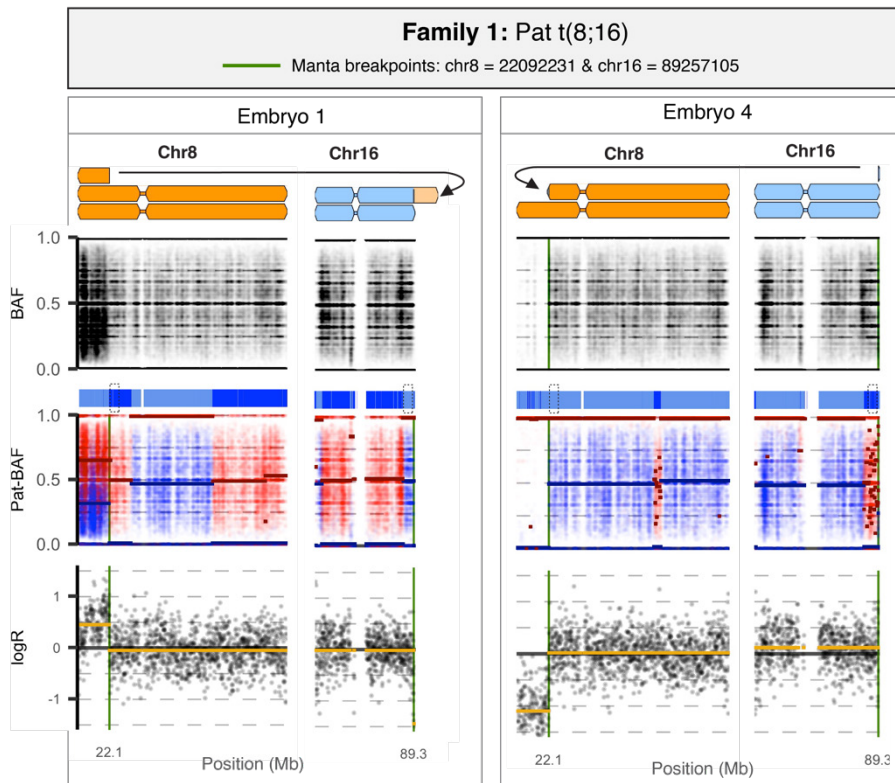 Family 1: Pat t(8;16)
Manta breakpoints: chr8 = 22092231 & chr16 = 89257105
Embryo 1
Embryo 4
Chr8
Chr16
Chr8
Chr16
BAF
1.0
0.5
0.0
Pat-BAF
1.0
0.5
0.0
logR
1
0
-1
22.1
89.3
22.1
89.3
Position (Mb)
Position (Mb)